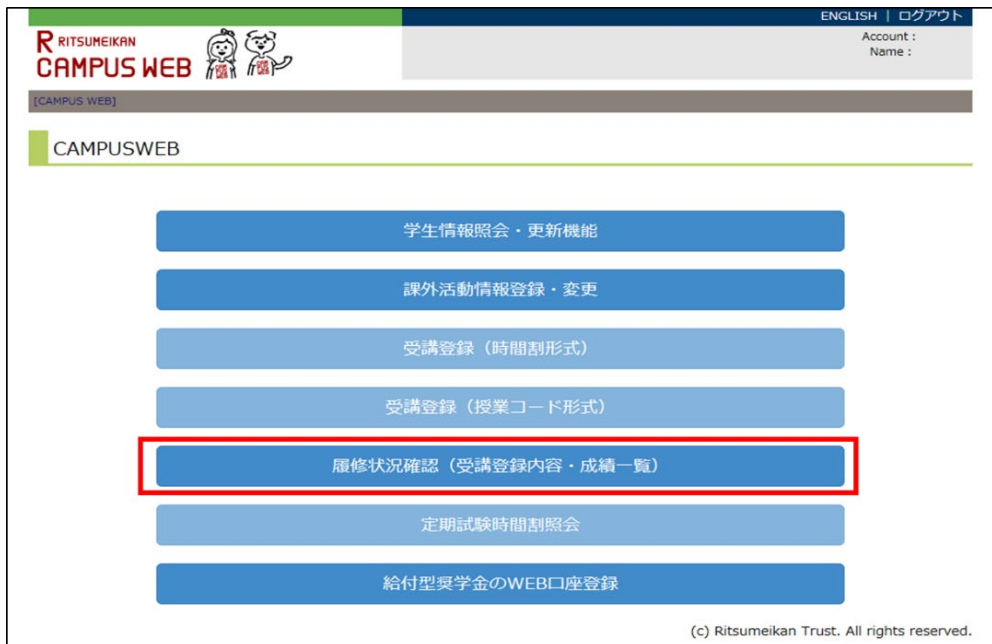 ENGLISH | ログアウト
R RITSUMEIKAN
CAMPUS WEB
Account :
Name :
[CAMPUS WEB]
CAMPUSWEB
学生情報照会・更新機能
課外活動情報登録・変更
受講登録（時間割形式）
受講登録（授業コード形式）
履修状況確認（受講登録内容・成績一覧）
定期試験時間割照会
給付型奨学金のWEB口座登録
(c) Ritsumeikan Trust. All rights reserved.